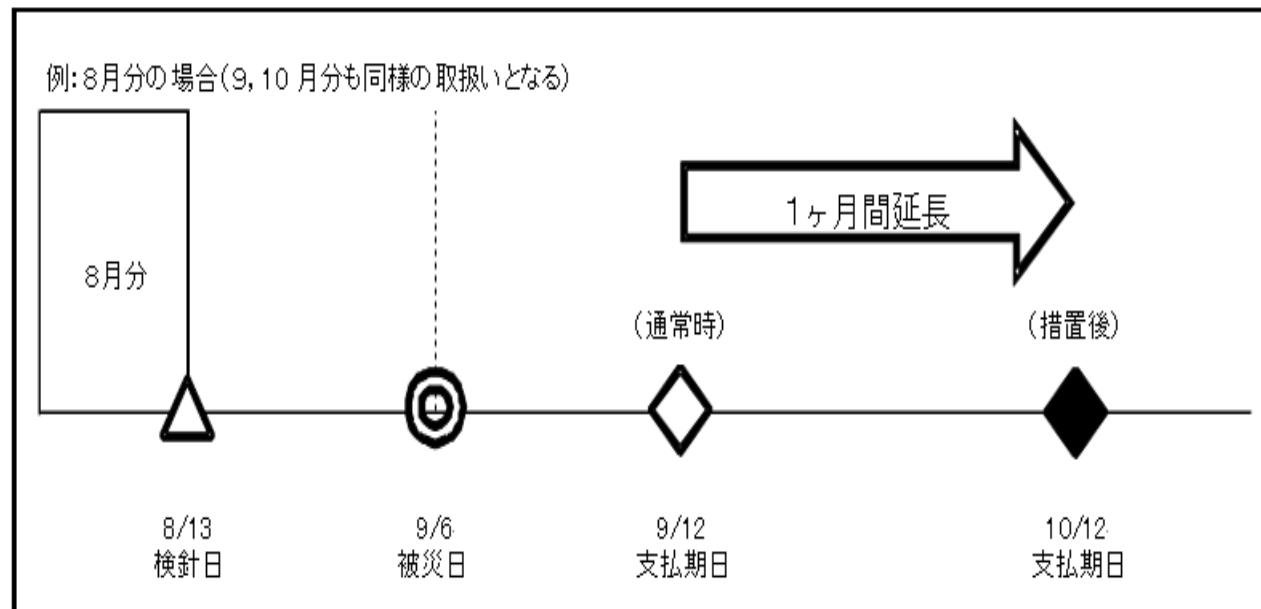 例:8月分の場合(9,10月分も同様の取扱いとなる)
1ヶ月間延長
8月分
(通常時)
(措置後)
8/13
検針日
9/6
被災日
9/12
支払期日
10/12
支払期日